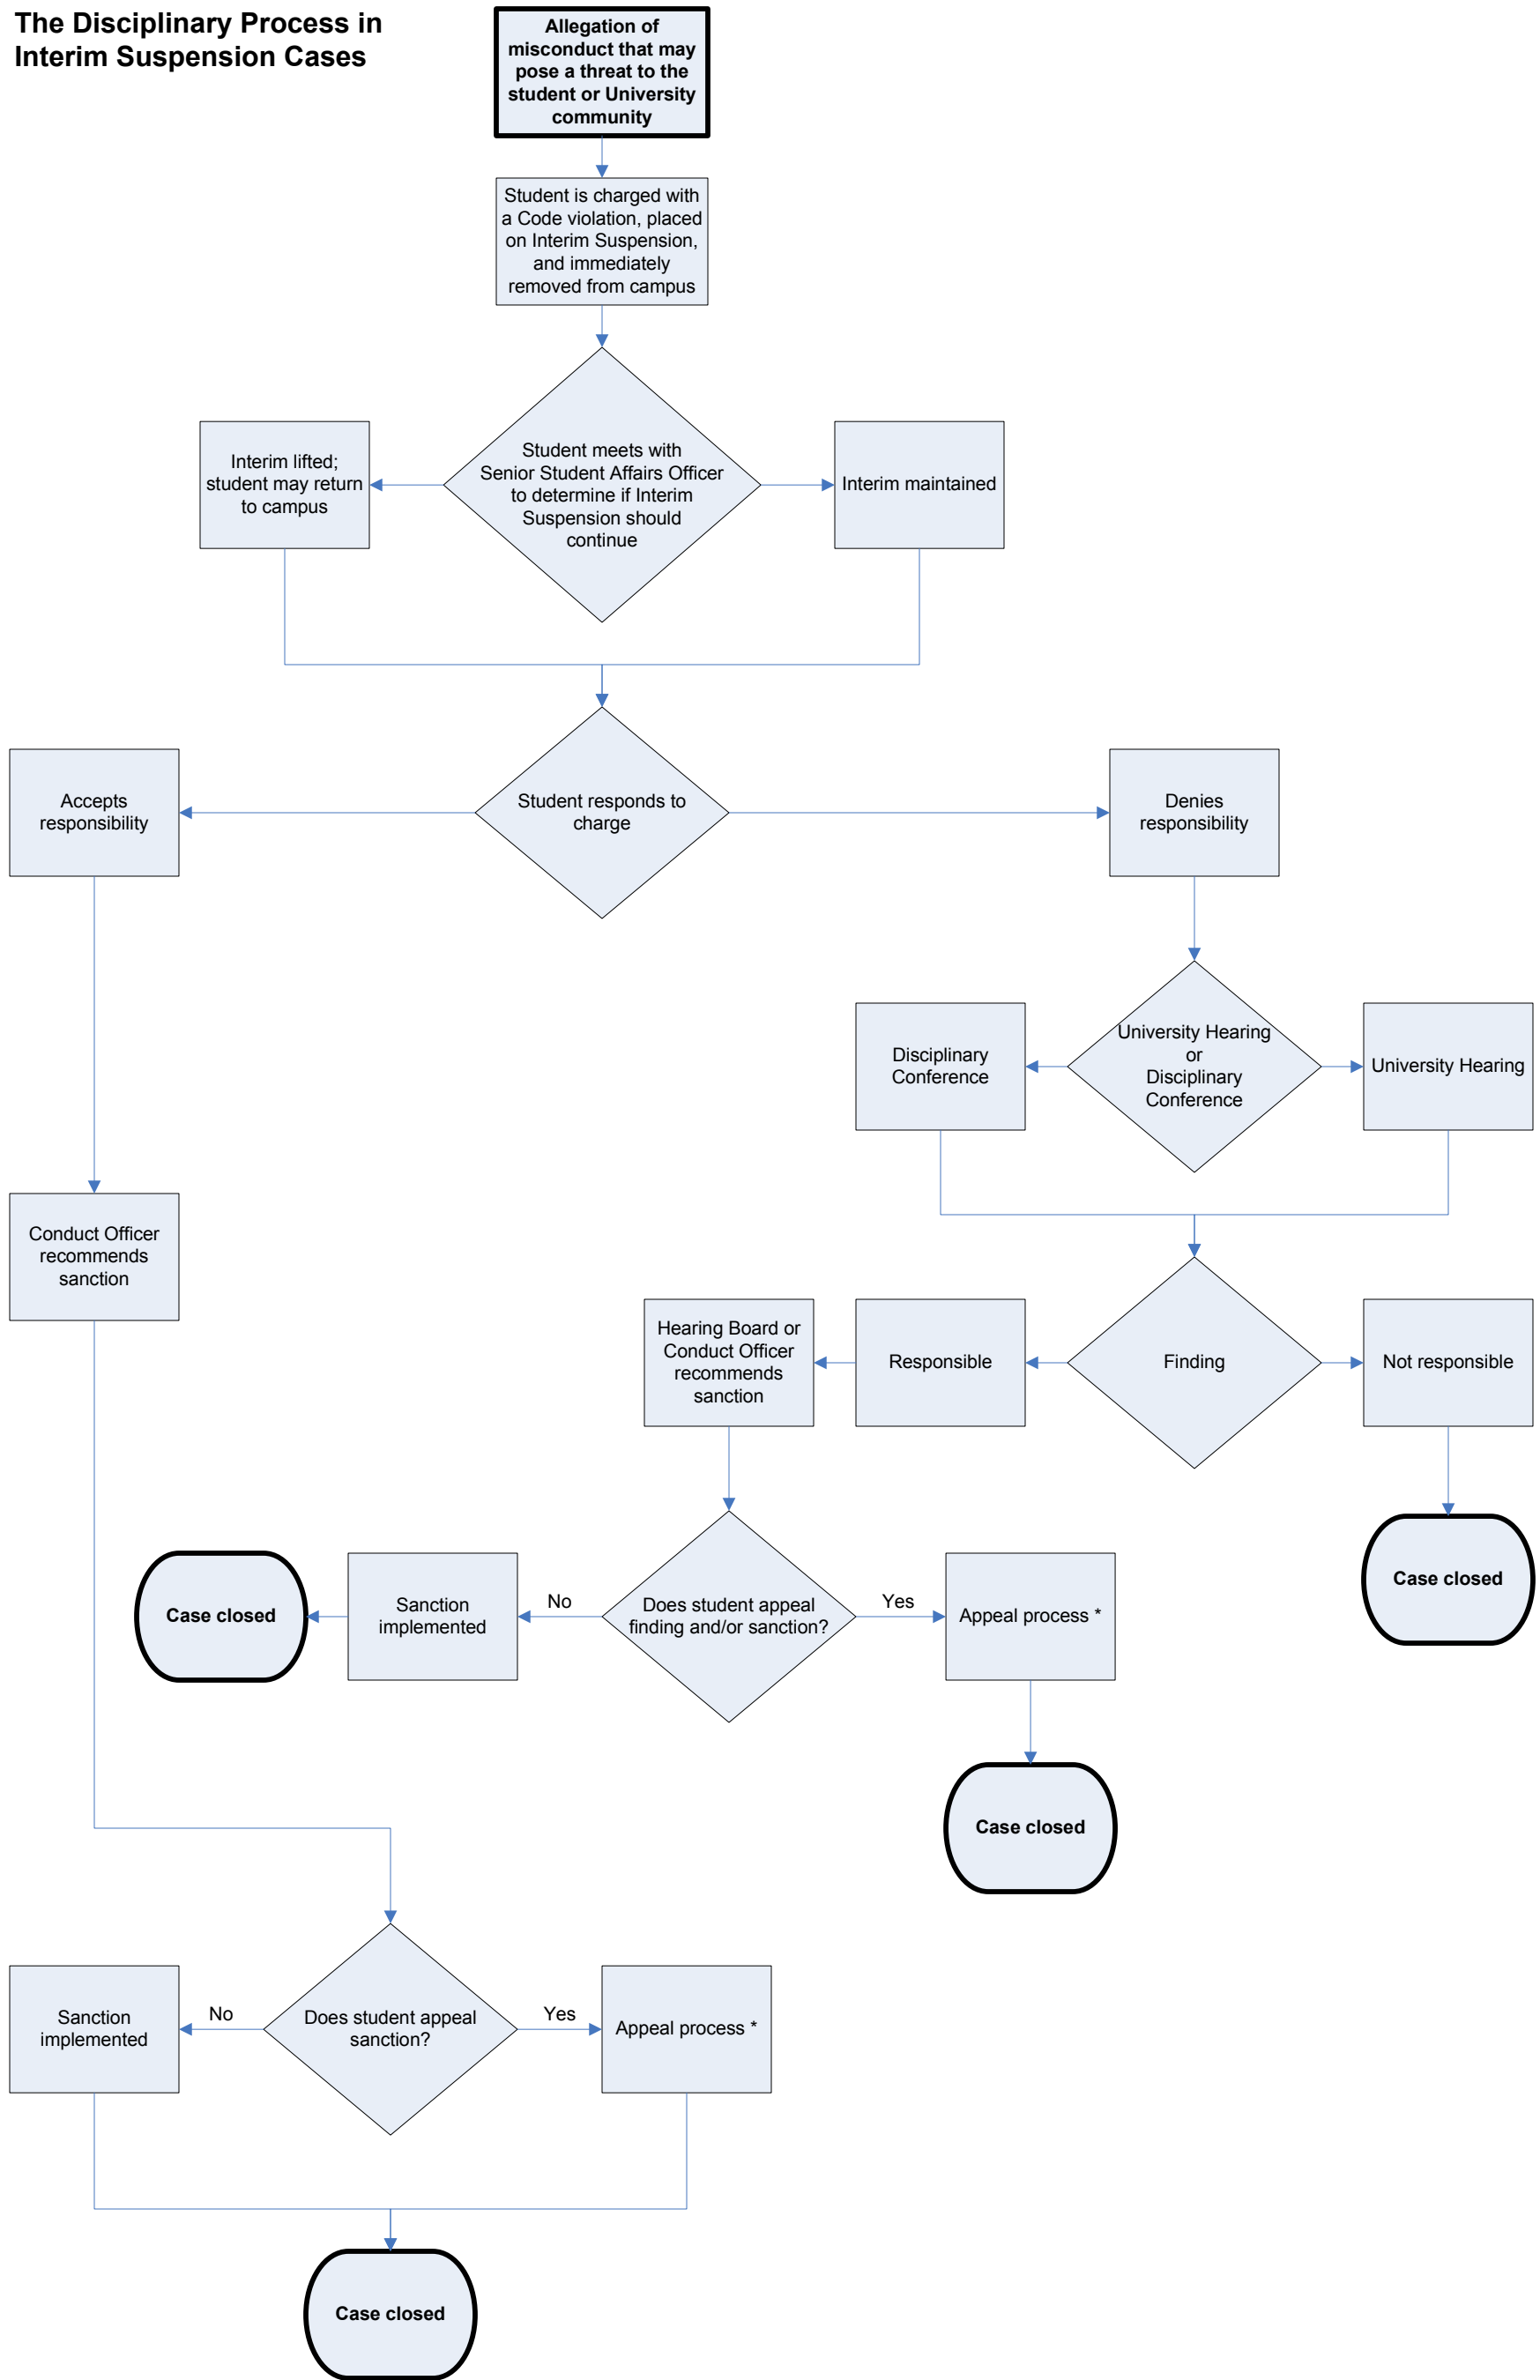 The Disciplinary Process in
Interim Suspension Cases
Allegation of
misconduct that may
pose a threat to the
student or University
community
Student is charged with
a Code violation, placed
on Interim Suspension,
and immediately
removed from campus
Student meets with
Senior Student Affairs Officer
to determine if Interim
Suspension should
continue
Interim lifted;
student may return
to campus
Interim maintained
Student responds to
charge
Accepts
responsibility
Denies
responsibility
University Hearing
or
Disciplinary
Conference
Disciplinary
Conference
University Hearing
Conduct Officer
recommends
sanction
Finding
Hearing Board or
Conduct Officer
recommends
sanction
Responsible
Not responsible
Case closed
Sanction
implemented
No
Does student appeal
finding and/or sanction?
Yes
Appeal process *
Case closed
Case closed
Sanction
implemented
No
Does student appeal
sanction?
Yes
Appeal process *
Case closed